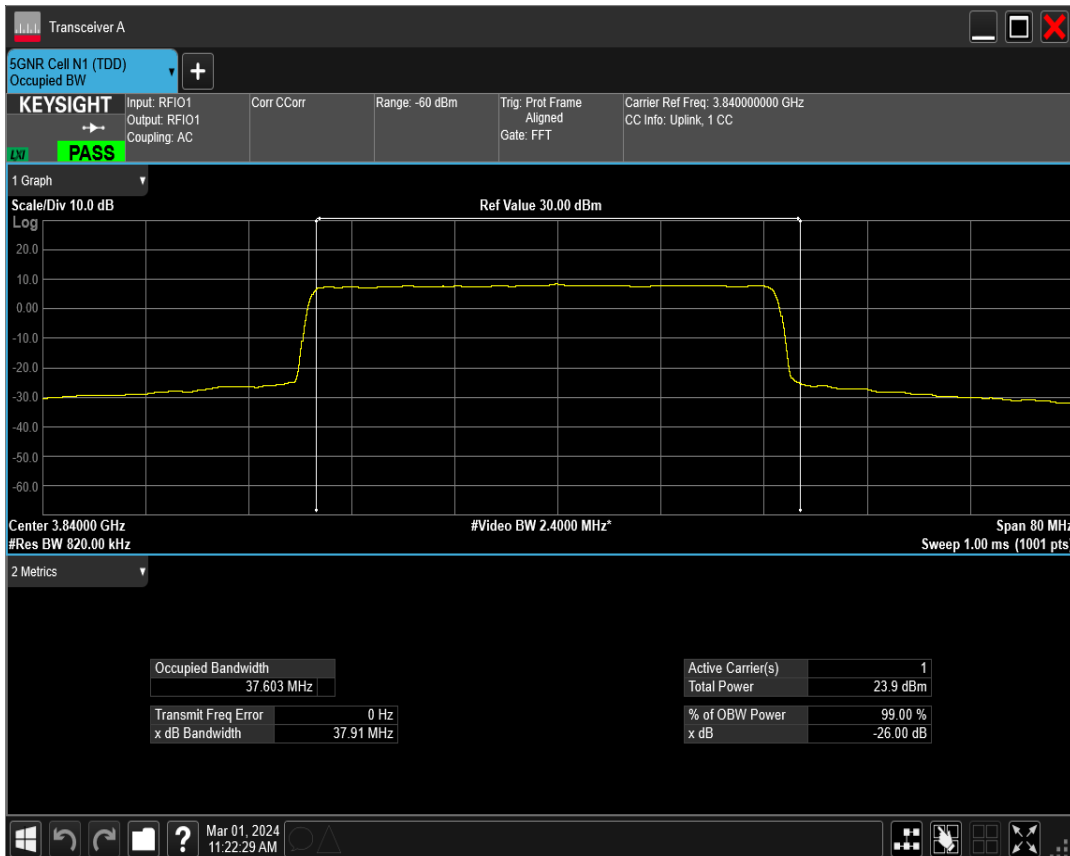 Transceiver A
5GNR Cell N1 (TDD)
Occupied BW
+
KEYSIGHT
LXI
PASS
Input: RFIO1
Output: RFIO1
Coupling: AC
Corr CCorr
Range: -60 dBm
Trig: Prot Frame
Aligned
Gate: FFT
Carrier Ref Freq: 3.840000000 GHz
CC Info: Uplink, 1 CC
1 Graph
Scale/Div 10.0 dB
Ref Value 30.00 dBm
Log
20.0
10.0
0.00
-10.0
-20.0
-30.0
-40.0
-50.0
-60.0
Center 3.84000 GHz
#Video BW 2.4000 MHz*
Span 80 MHz
#Res BW 820.00 kHz
Sweep 1.00 ms (1001 pts)
2 Metrics
Occupied Bandwidth
37.603 MHz
Transmit Freq Error 0 Hz
x dB Bandwidth 37.91 MHz
Active Carrier(s) 1
Total Power 23.9 dBm
% of OBW Power 99.00 %
x dB -26.00 dB
?
Mar 01, 2024
11:22:29 AM